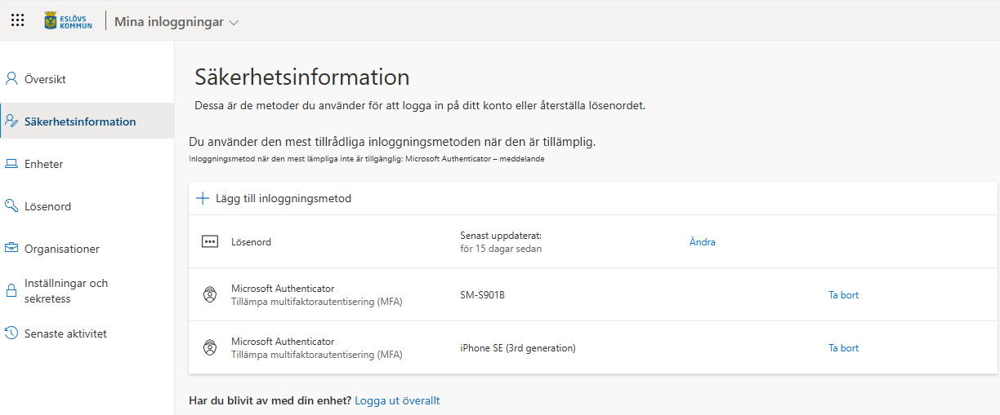 ESLÖVS
KOMMUN
Mina inloggningar
Översikt
Säkerhetsinformation
Enheter
Lösenord
Organisationer
Inställningar och
sekretess
Senaste aktivitet
Säkerhetsinformation
Dessa är de metoder du använder för att logga in på ditt konto eller återställa lösenordet.
Du använder den mest tillrådliga inloggningsmetoden när den är tillämplig.
Inloggningsmetod när den mest lämpliga inte är tillgänglig: Microsoft Authenticator – meddelande
Lägg till inloggningsmetod
Lösenord
Senast uppdaterat:
för 15 dagar sedan
Ändra
Microsoft Authenticator
Tillämpa multifaktorautentisering (MFA)
SM-S901B
Ta bort
Microsoft Authenticator
Tillämpa multifaktorautentisering (MFA)
iPhone SE (3rd generation)
Ta bort
Har du blivit av med din enhet? Logga ut överallt